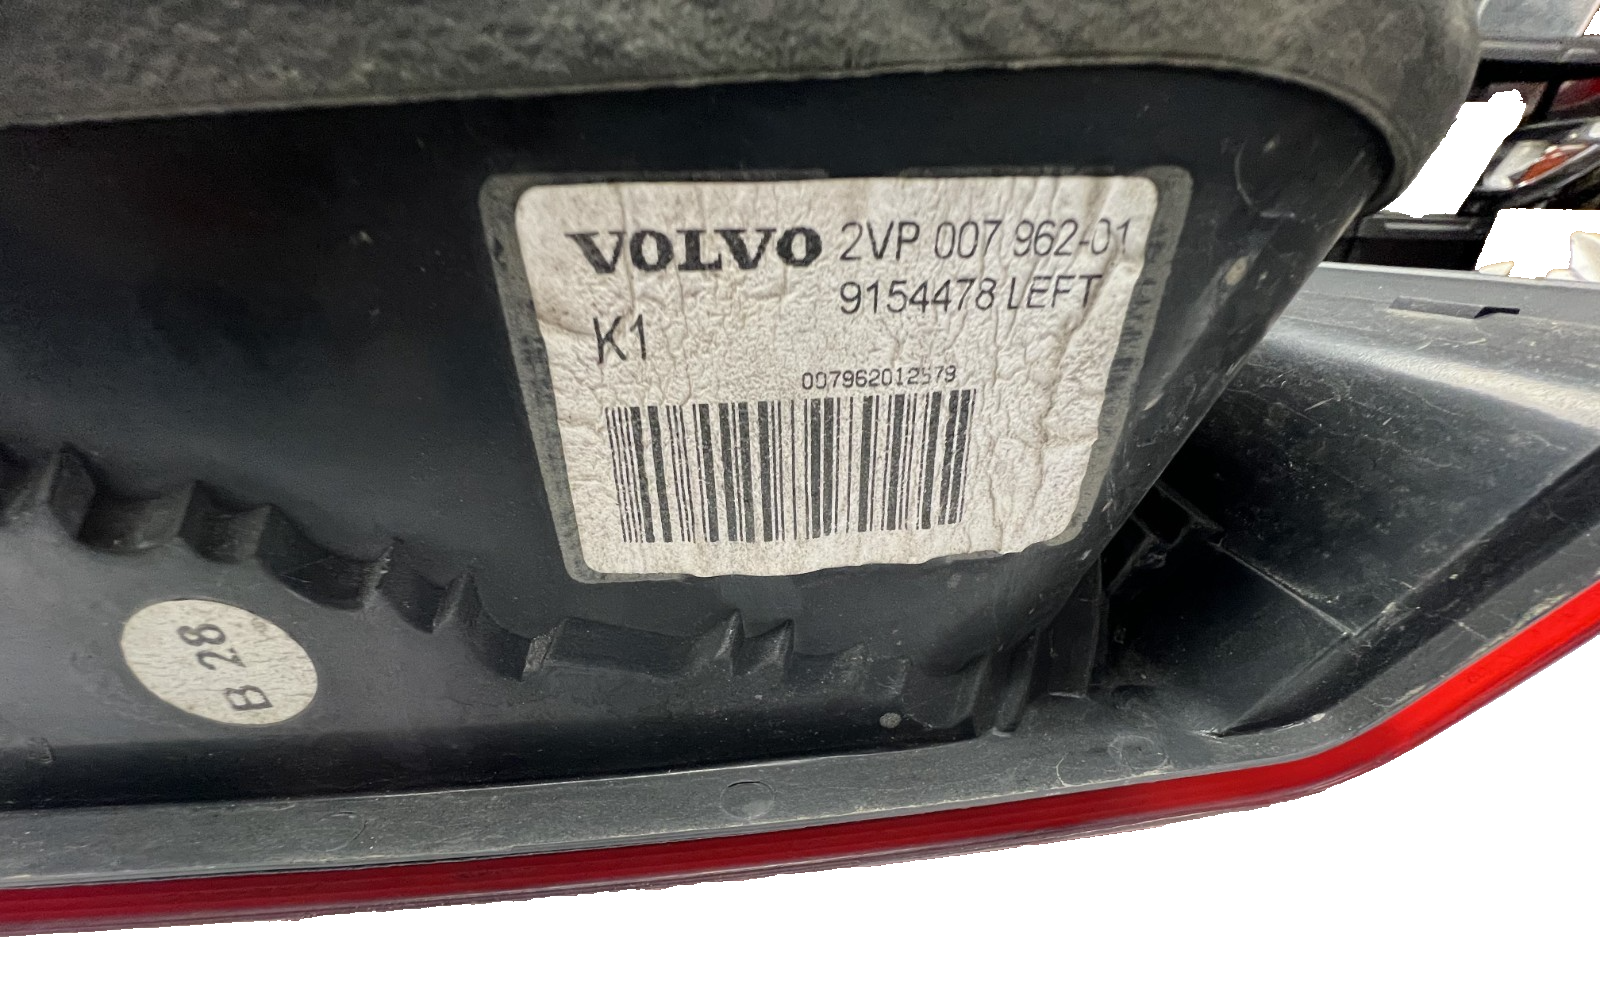 VOLVO 2VP 007 962-01
9154478 LEFT
K1
007962012579
B 28